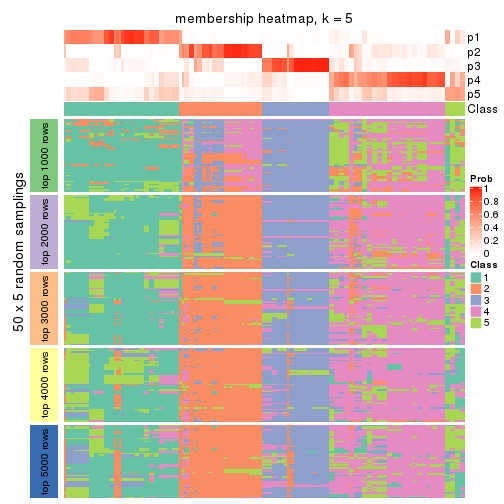 membership heatmap, k = 5
p1
p2
p3
p4
p5
Class
50 x 5 random samplings
top 1000 rows
top 2000 rows
top 3000 rows
top 4000 rows
top 5000 rows
Prob
1
0.8
0.6
0.4
0.2
0
Class
1
2
3
4
5